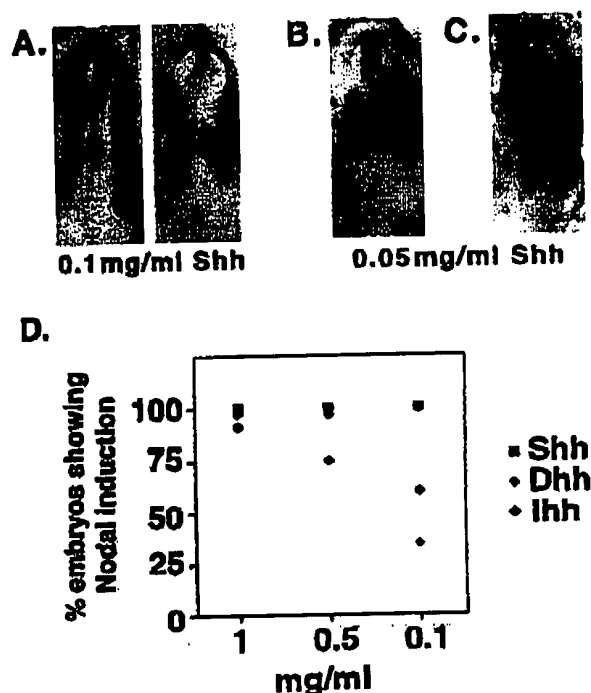 A.
B.
C.
0.1mg/ml Shh
0.05mg/ml Shh
D.
% embryos showing
Nodal induction
100
75
50
25
0
1 0.5 0.1
mg/ml
Shh
Dhh
Ihh